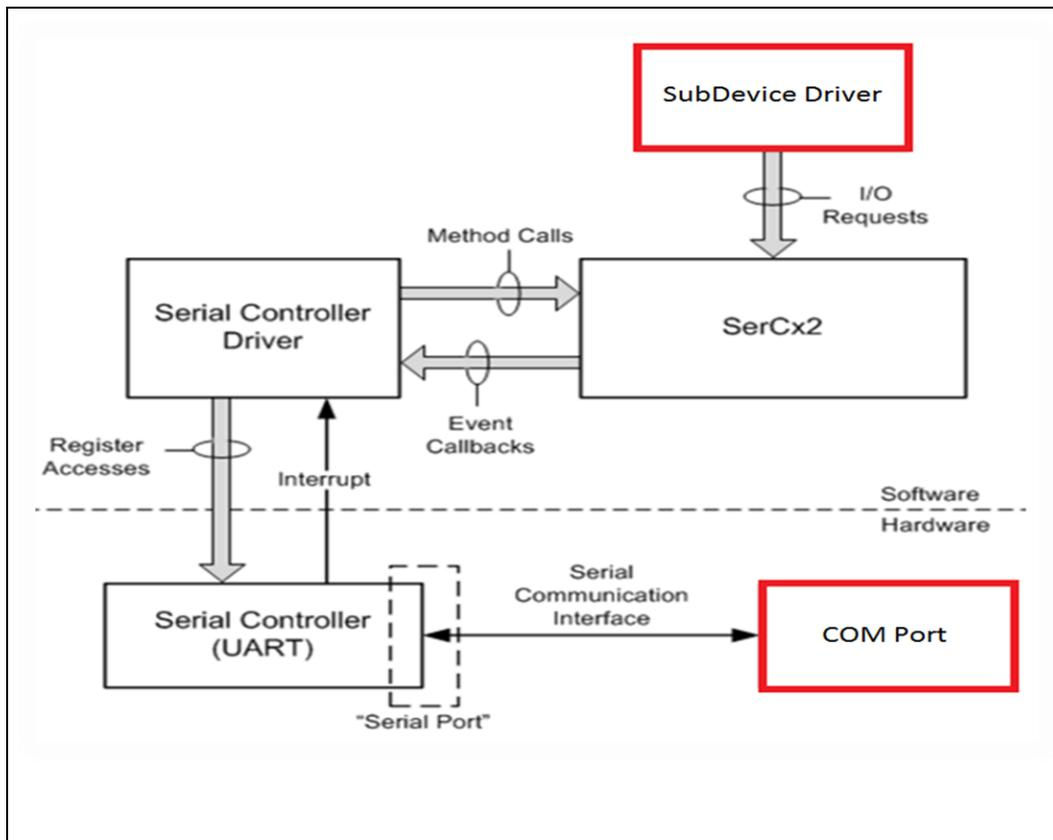 SubDevice Driver
I/O
Requests
Method Calls
Serial Controller
Driver
SerCx2
Event
Callbacks
Register
Accesses
Interrupt
Software
Hardware
Serial Controller
(UART)
Serial
Communication
Interface
COM Port
"Serial Port"